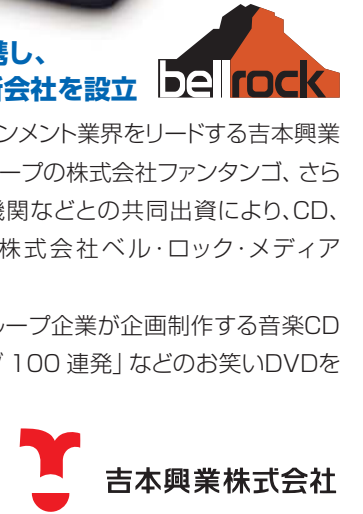 携し、
新会社を設立
bellrock
ンメント業界をリードする吉本興業
ープの株式会社ファンタンゴ、さら
機関などとの共同出資により、CD、
株式会社ベル・ロック・メディア
ループ企業が企画制作する音楽CD
グ 100 連発」などのお笑いDVDを
吉本興業株式会社